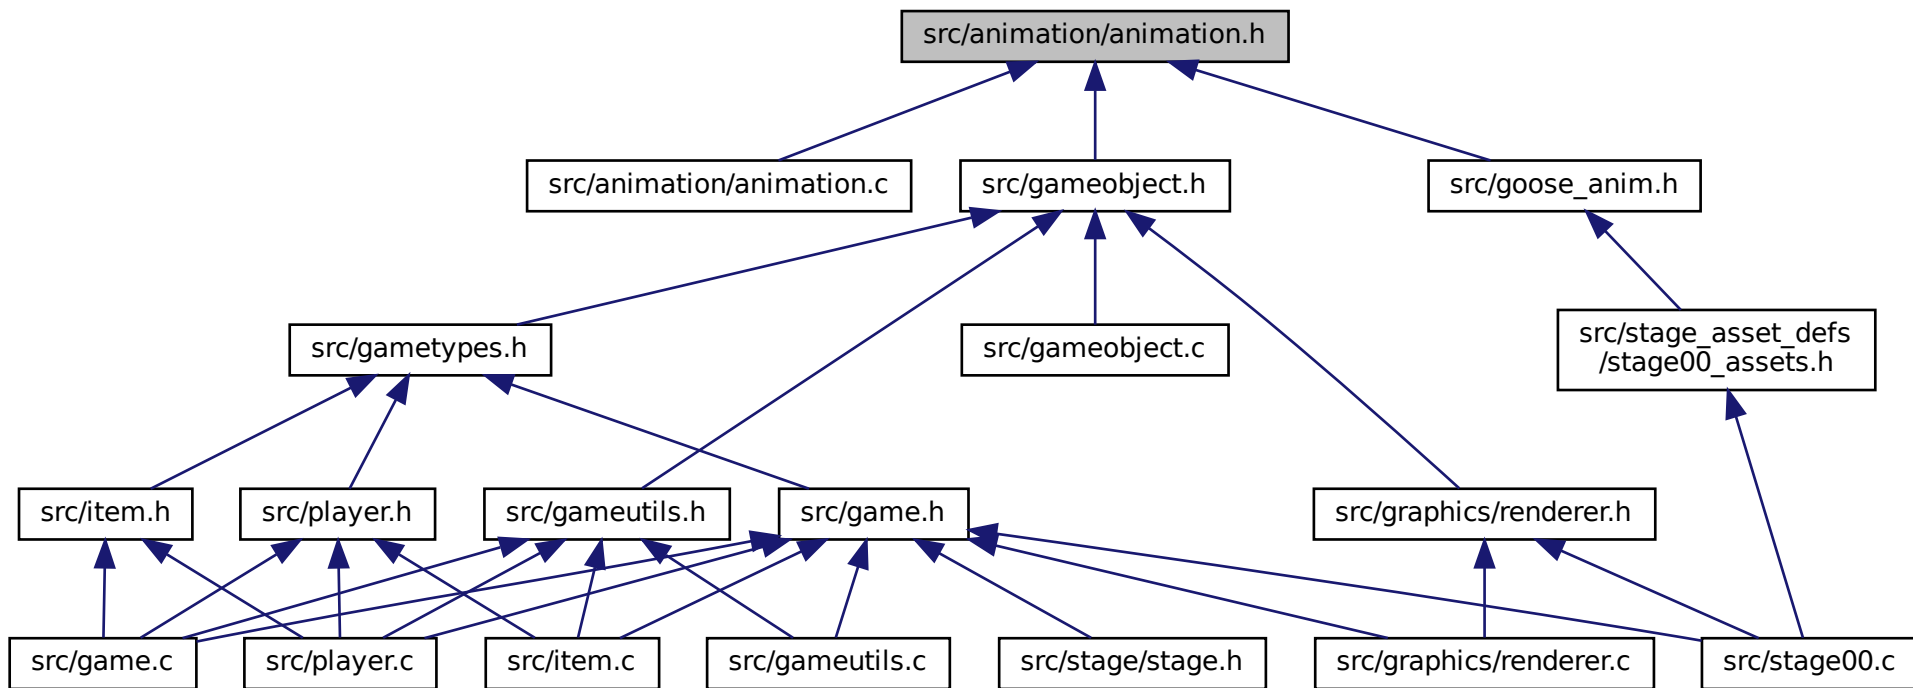 src/animation/animation.h
src/animation/animation.c
src/gameobject.h
src/goose_anim.h
src/gametypes.h
src/gameobject.c
src/stage_asset_defs
/stage00_assets.h
src/item.h
src/player.h
src/gameutils.h
src/game.h
src/graphics/renderer.h
src/game.c
src/player.c
src/item.c
src/gameutils.c
src/stage/stage.h
src/graphics/renderer.c
src/stage00.c